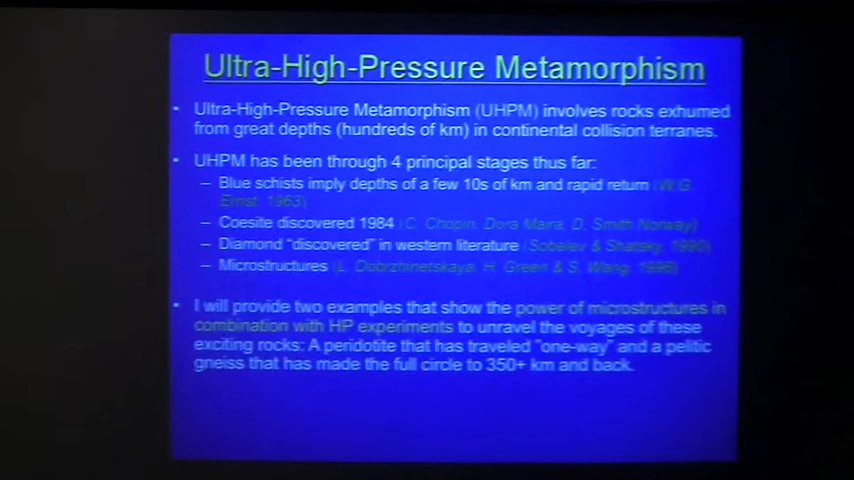 Ultra-High-Pressure Metamorphism
• Ultra-High-Pressure Metamorphism (UHPM) involves rocks exhumed
from great depths (hundreds of km) in continental collision terranes.
• UHPM has been through 4 principal stages thus far:
– Blue schists imply depths of a few 10s of km and rapid return (W.G.
Ernst, 1963)
– Coesite discovered 1984 (C. Chopin, Dora Maira, D. Smith Norway)
– Diamond "discovered" in western literature (Sobolev & Shatsky, 1990)
– Microstructures (L. Dobrzhinetskaya, H. Green & S. Wang, 1996)
• I will provide two examples that show the power of microstructures in
combination with HP experiments to unravel the voyages of these
exciting rocks: A peridotite that has traveled "one-way" and a pelitic
gneiss that has made the full circle to 350+ km and back.